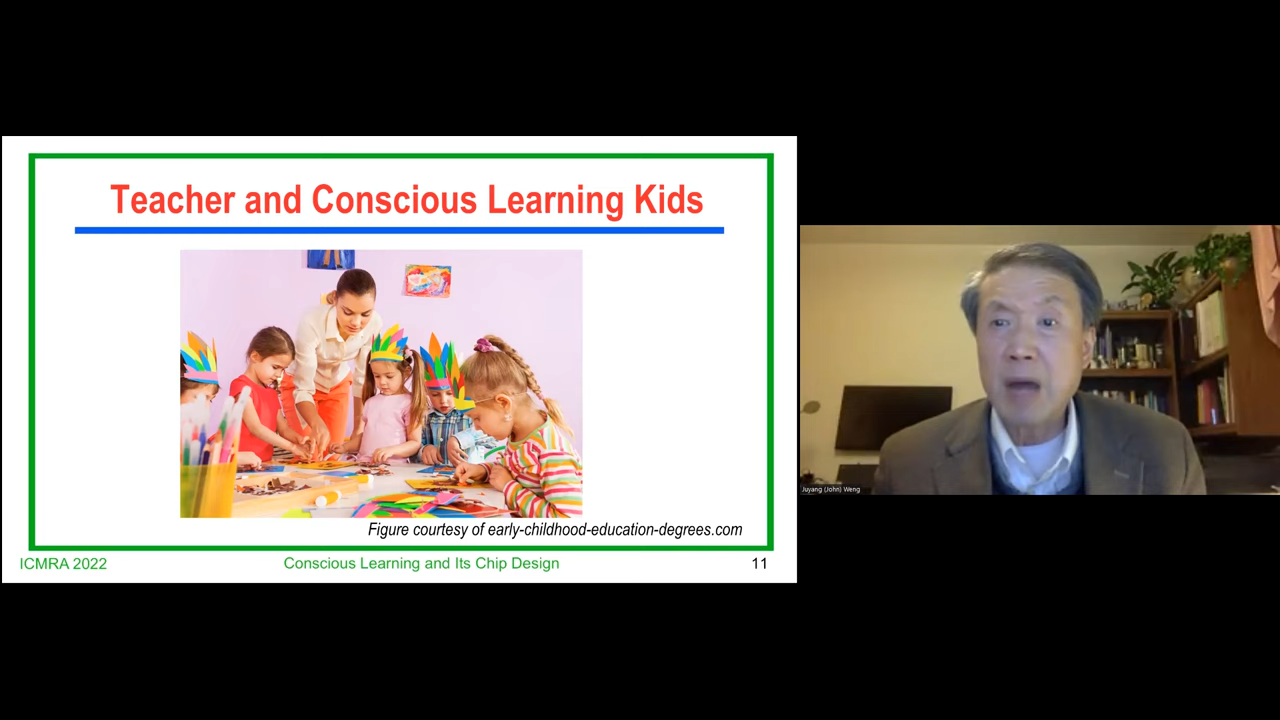 Teacher and Conscious Learning Kids
Figure courtesy of early-childhood-education-degrees.com
ICMRA 2022
Conscious Learning and Its Chip Design
11
Juyang (John) Weng